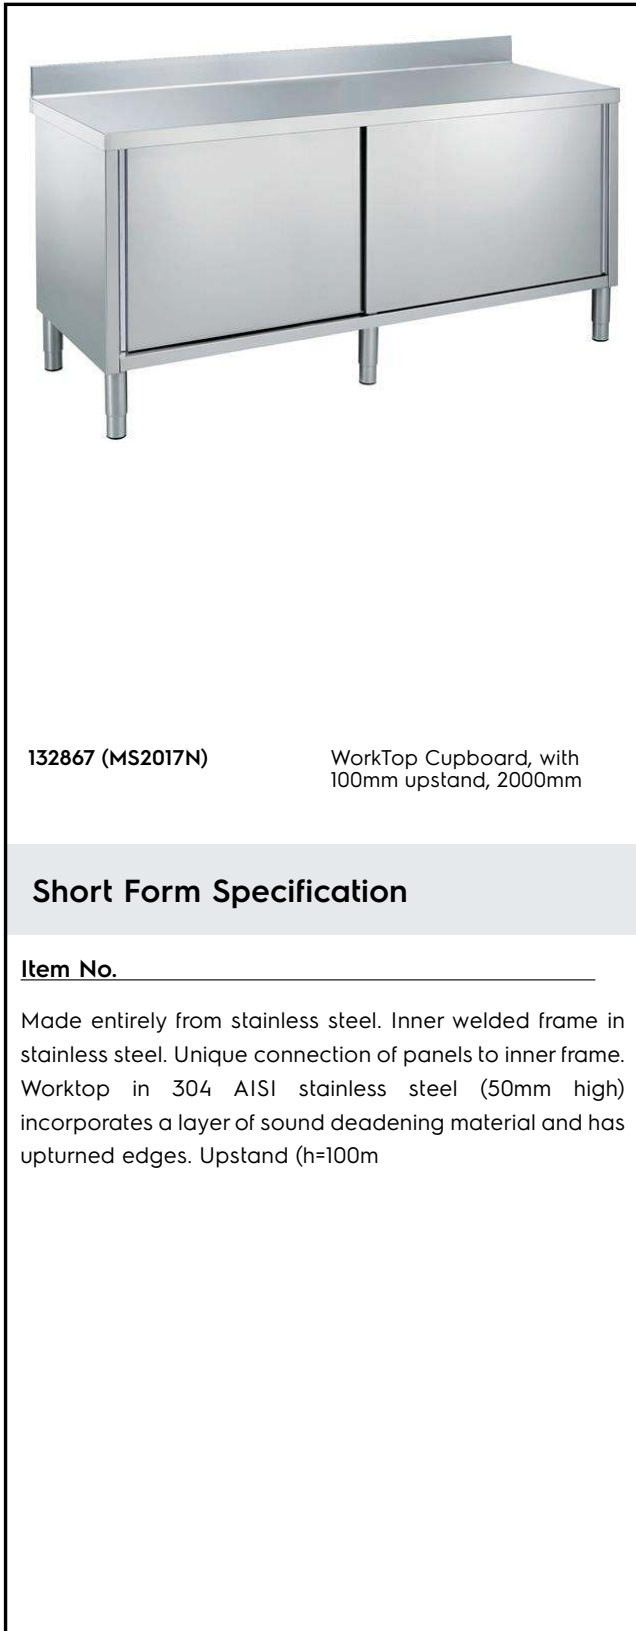 132867 (MS2017N)
WorkTop Cupboard, with
100mm upstand, 2000mm
Short Form Specification
Item No.
Made entirely from stainless steel. Inner welded frame in
stainless steel. Unique connection of panels to inner frame.
Worktop in 304 AISI stainless steel (50mm high)
incorporates a layer of sound deadening material and has
upturned edges. Upstand (h=100m